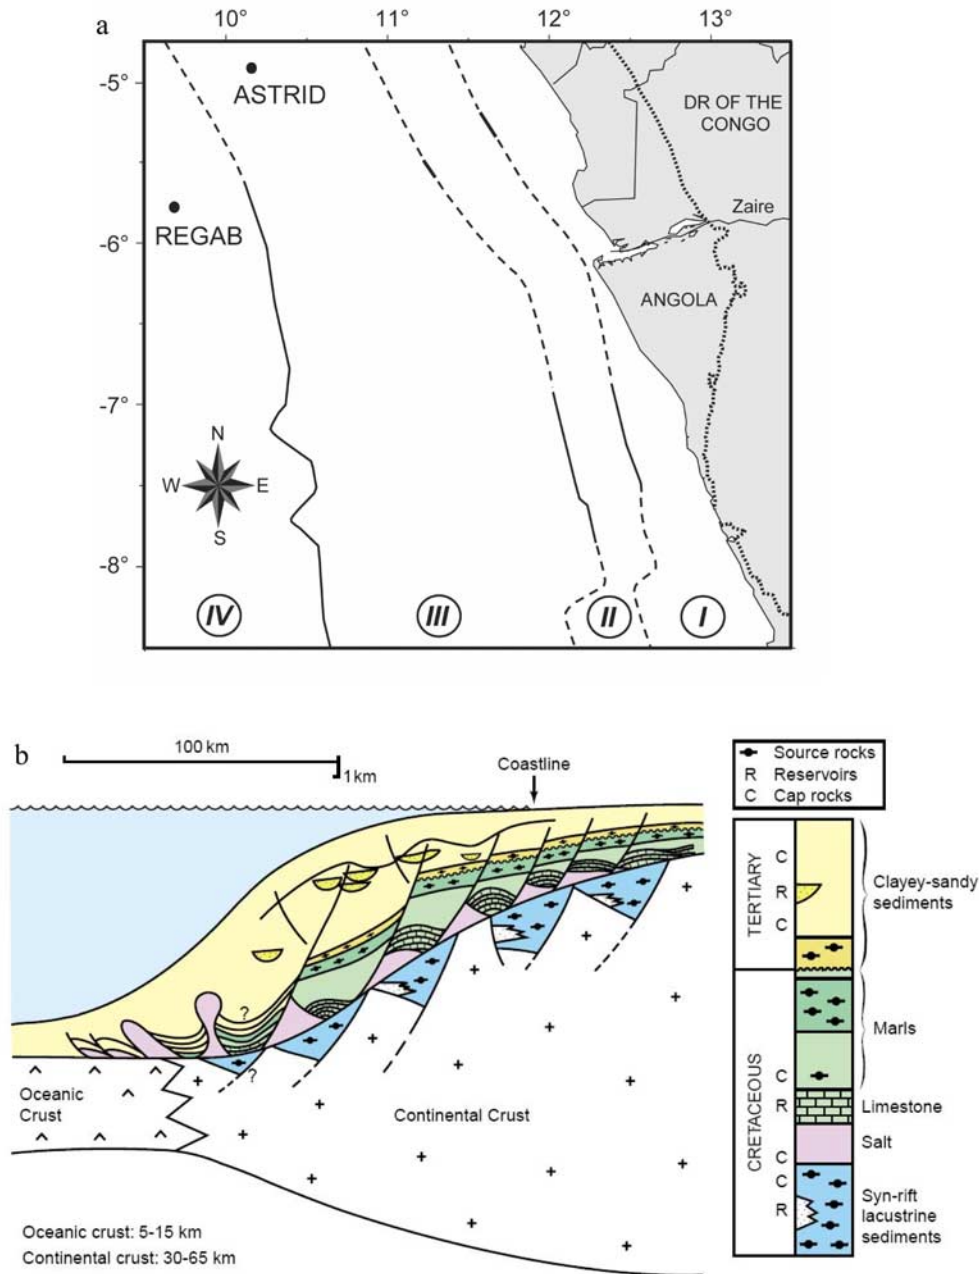 a
10° 11° 12° 13°
-5°
-6°
-7°
-8°
ASTRID
REGAB
DR OF THE
CONGO
Zaire
ANGOLA
N
W E
S
IV III II I
b
100 km
1km
Coastline
Source rocks
R Reservoirs
C Cap rocks
?
?
Oceanic
Crust
Continental Crust
Oceanic crust: 5-15 km
Continental crust: 30-65 km
TERTIARY
CRETACEOUS
C
R
C
C
R
C
C
R
Clayey-sandy
sediments
Marls
Limestone
Salt
Syn-rift
lacustrine
sediments